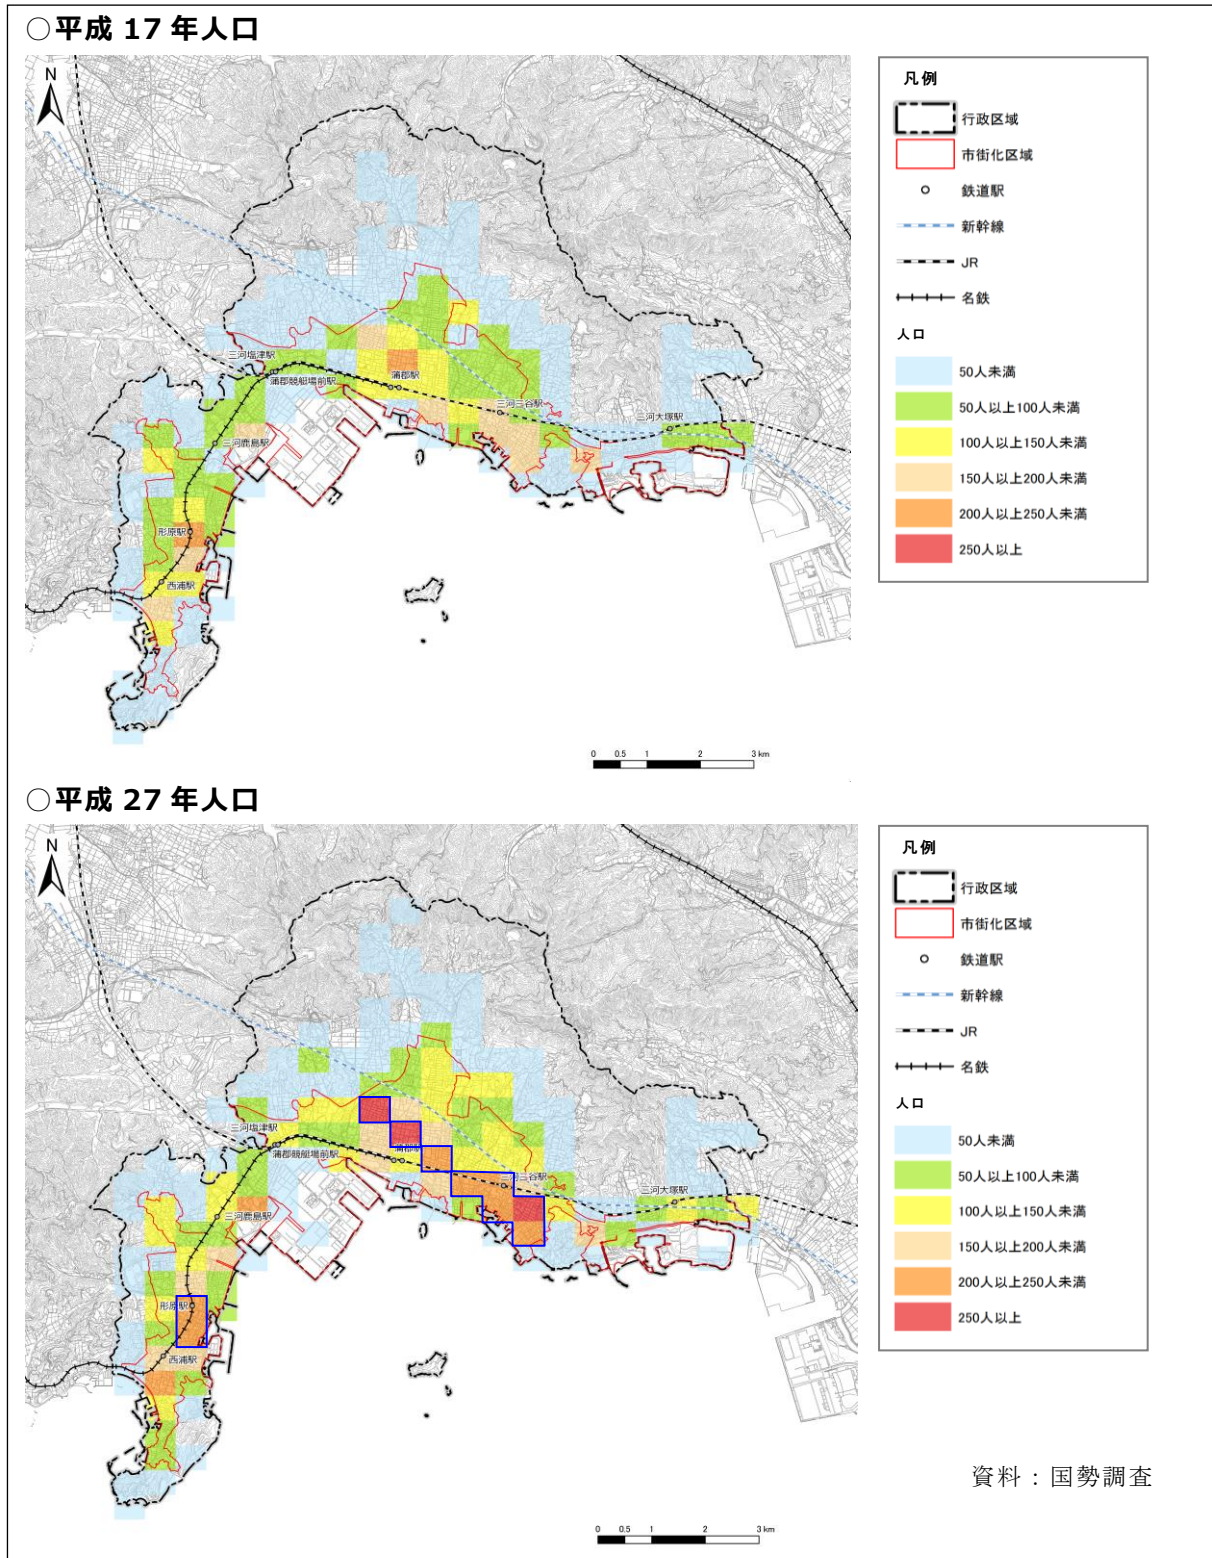 ○平成 17 年人口
N
三河塩津駅
蒲郡競艇場前駅
蒲郡駅
三河三谷駅
三河大塚駅
三河鹿島駅
形原駅
西浦駅
0 0.5 1 2 3 km
凡例
行政区域
市街化区域
鉄道駅
新幹線
JR
名鉄
人口
50人未満
50人以上100人未満
100人以上150人未満
150人以上200人未満
200人以上250人未満
250人以上
○平成 27 年人口
N
三河塩津駅
蒲郡競艇場前駅
蒲郡駅
三河三谷駅
三河大塚駅
三河鹿島駅
形原駅
西浦駅
0 0.5 1 2 3 km
凡例
行政区域
市街化区域
鉄道駅
新幹線
JR
名鉄
人口
50人未満
50人以上100人未満
100人以上150人未満
150人以上200人未満
200人以上250人未満
250人以上
資料：国勢調査